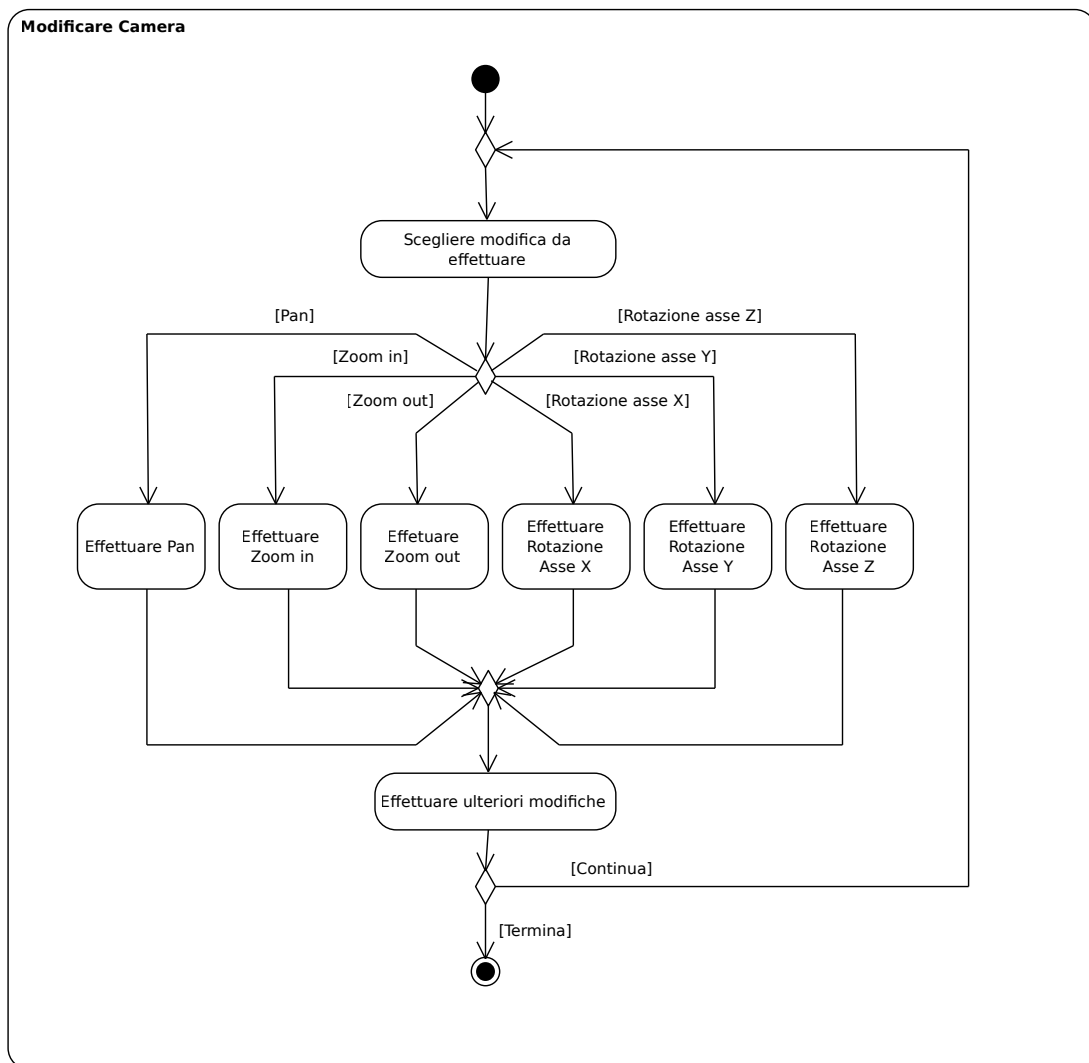 Modificare Camera
Scegliere modifica da
effettuare
[Pan]
[Rotazione asse Z]
[Zoom in]
[Rotazione asse Y]
[Zoom out]
[Rotazione asse X]
Effettuare Pan
Effettuare
Zoom in
Effetuare
Zoom out
Effettuare
Rotazione
Asse X
Effettuare
Rotazione
Asse Y
Effettuare
Rotazione
Asse Z
Effettuare ulteriori modifiche
[Continua]
[Termina]